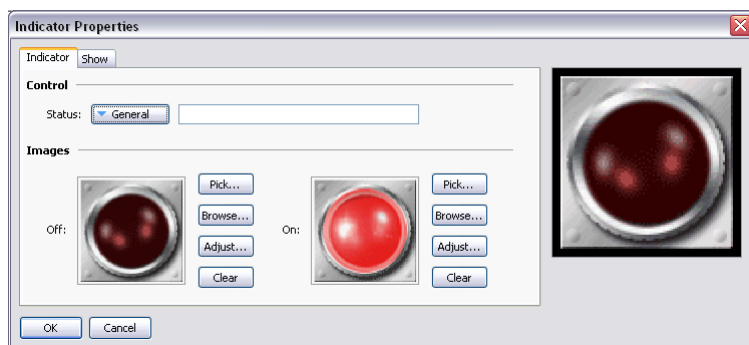 Indicator Properties
Indicator Show
Control
Status: General
Images
Off: Pick... Browse... Adjust... Clear
On: Pick... Browse... Adjust... Clear
OK Cancel